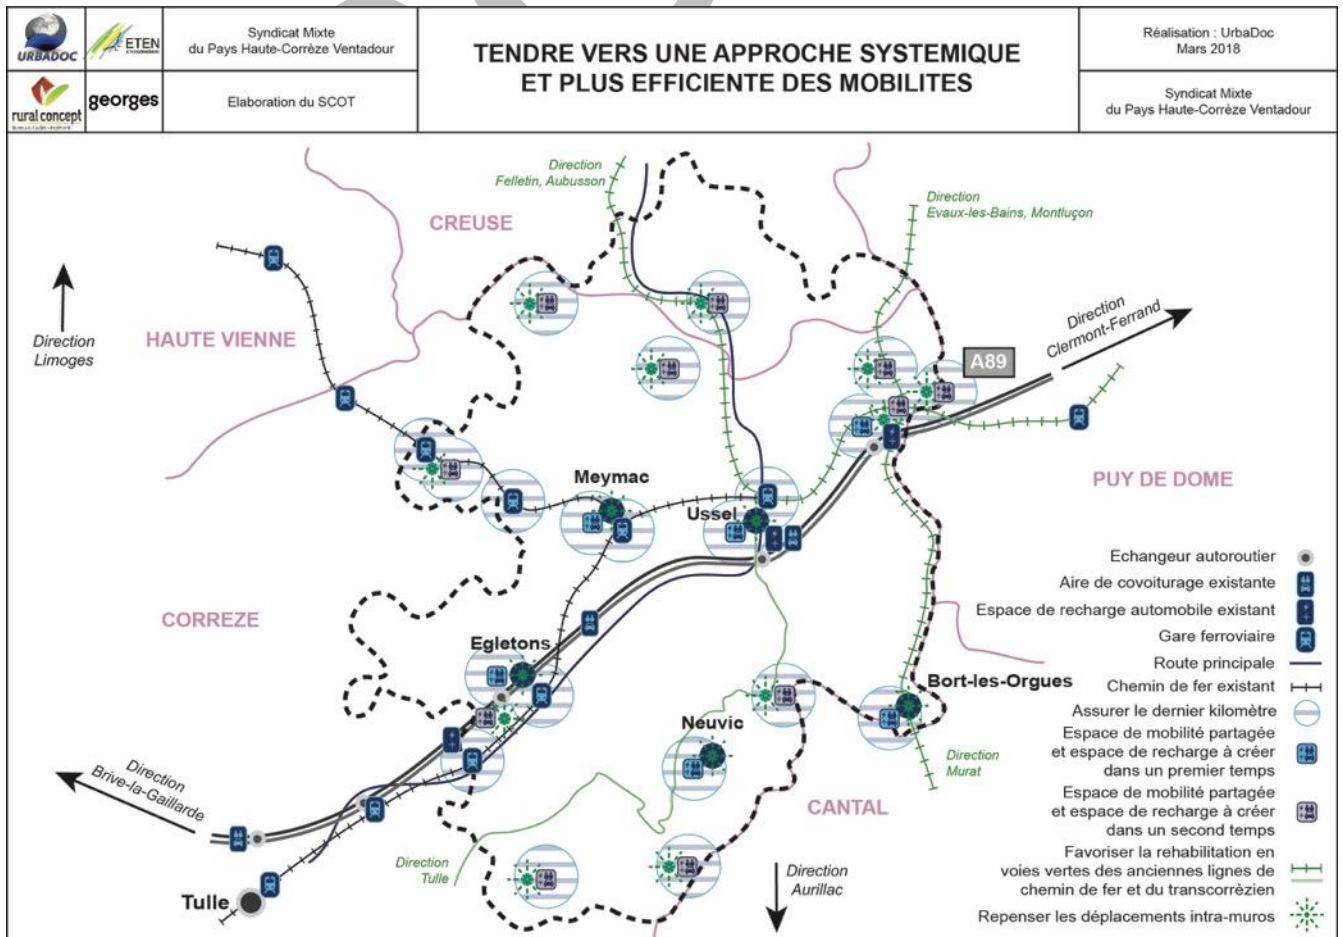 URBADOC
ETEN
Syndicat Mixte
du Pays Haute-Corrèze Ventadour
rural concept
georges
Elaboration du SCOT
TENDRE VERS UNE APPROCHE SYSTEMIQUE
ET PLUS EFFICIENTE DES MOBILITES
Réalisation : UrbaDoc
Mars 2018
Syndicat Mixte
du Pays Haute-Corrèze Ventadour
Direction
Felletin, Aubusson
Direction
Evaux-les-Bains, Montluçon
CREUSE
Direction
Limoges
HAUTE VIENNE
Direction
Clermont-Ferrand
A89
Meymac
Ussel
PUY DE DOME
CORREZE
Egletons
Neuvic
Bort-les-Orgues
Direction
Murat
Direction
Brive-la-Gaillarde
CANTAL
Direction
Tulle
Direction
Aurillac
Tulle
Echangeur autoroutier
Aire de covoiturage existante
Espace de recharge automobile existant
Gare ferroviaire
Route principale
Chemin de fer existant
Assurer le dernier kilomètre
Espace de mobilité partagée
et espace de recharge à créer
dans un premier temps
Espace de mobilité partagée
et espace de recharge à créer
dans un second temps
Favoriser la rehabilitation en
voies vertes des anciennes lignes de
chemin de fer et du transcorrèzien
Repenser les déplacements intra-muros